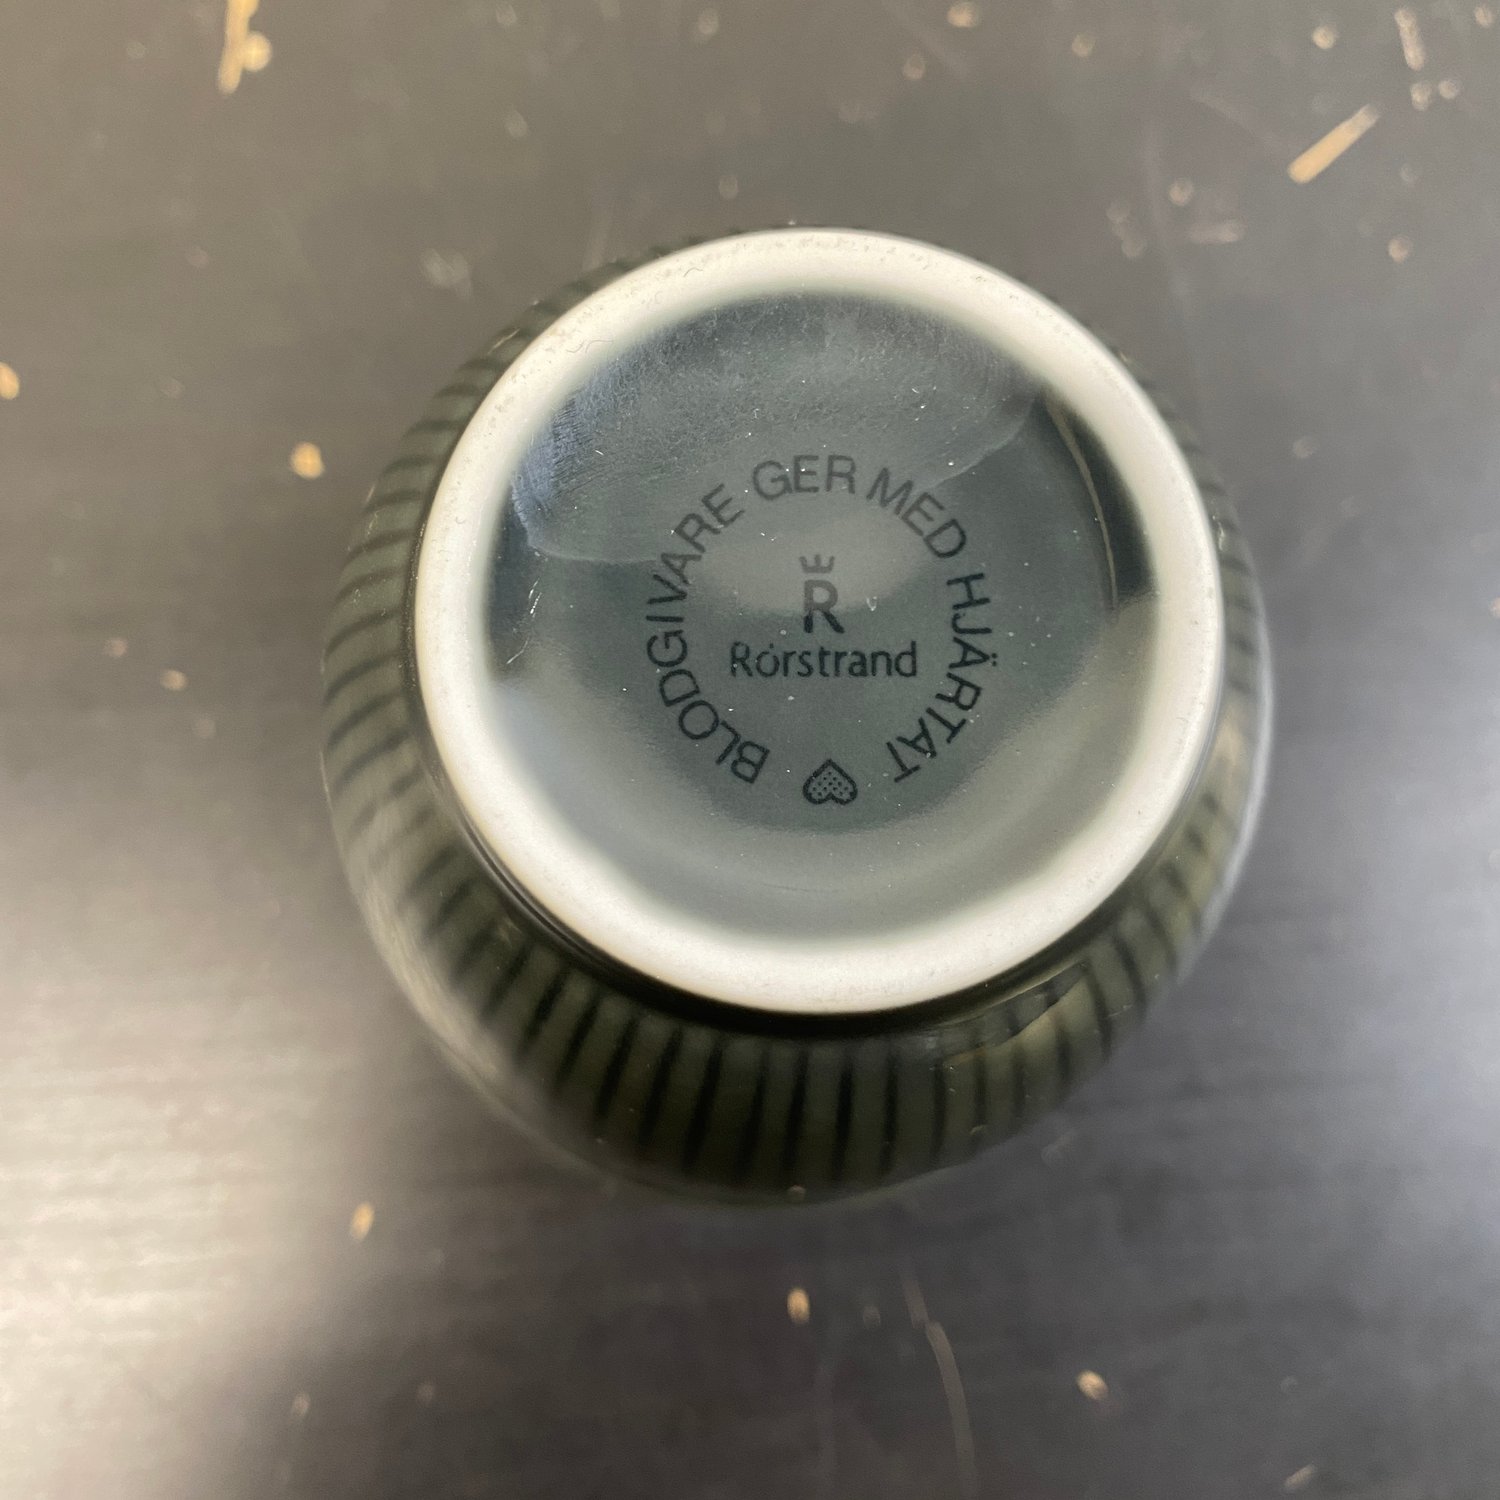 BLODGIVARE GER MED HJÄRTAT
R
Rörstrand